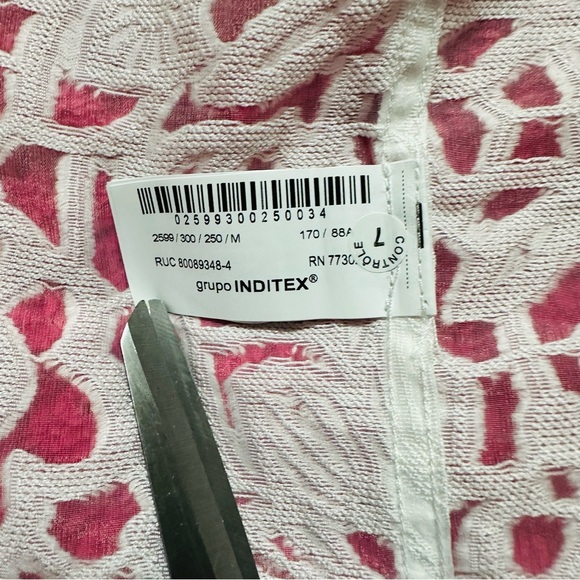 02599300250034
2599/300/250/M 170/88A
RUC 80089348-4 RN 7730
grupo INDITEX®
CONTROLE 7